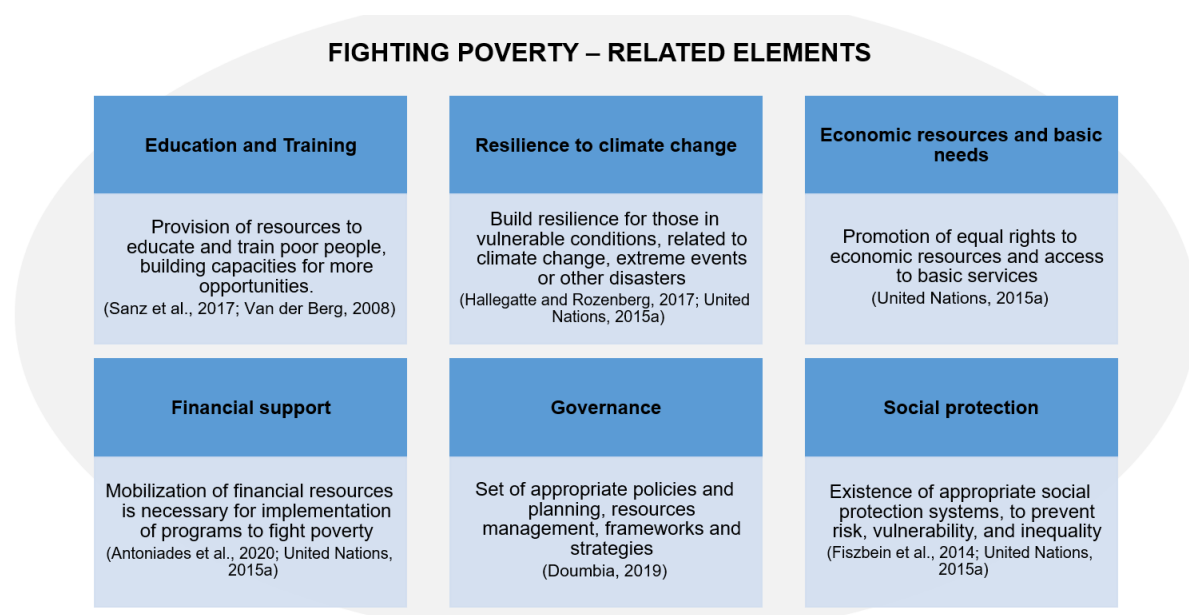 FIGHTING POVERTY – RELATED ELEMENTS
Education and Training
Provision of resources to
educate and train poor people,
building capacities for more
opportunities.
(Sanz et al., 2017; Van der Berg, 2008)
Resilience to climate change
Build resilience for those in
vulnerable conditions, related to
climate change, extreme events
or other disasters
(Hallegatte and Rozenberg, 2017; United
Nations, 2015a)
Economic resources and basic
needs
Promotion of equal rights to
economic resources and access
to basic services
(United Nations, 2015a)
Financial support
Mobilization of financial resources
is necessary for implementation
of programs to fight poverty
(Antoniades et al., 2020; United Nations,
2015a)
Governance
Set of appropriate policies and
planning, resources
management, frameworks and
strategies
(Doumbia, 2019)
Social protection
Existence of appropriate social
protection systems, to prevent
risk, vulnerability, and inequality
(Fiszbein et al., 2014; United Nations,
2015a)